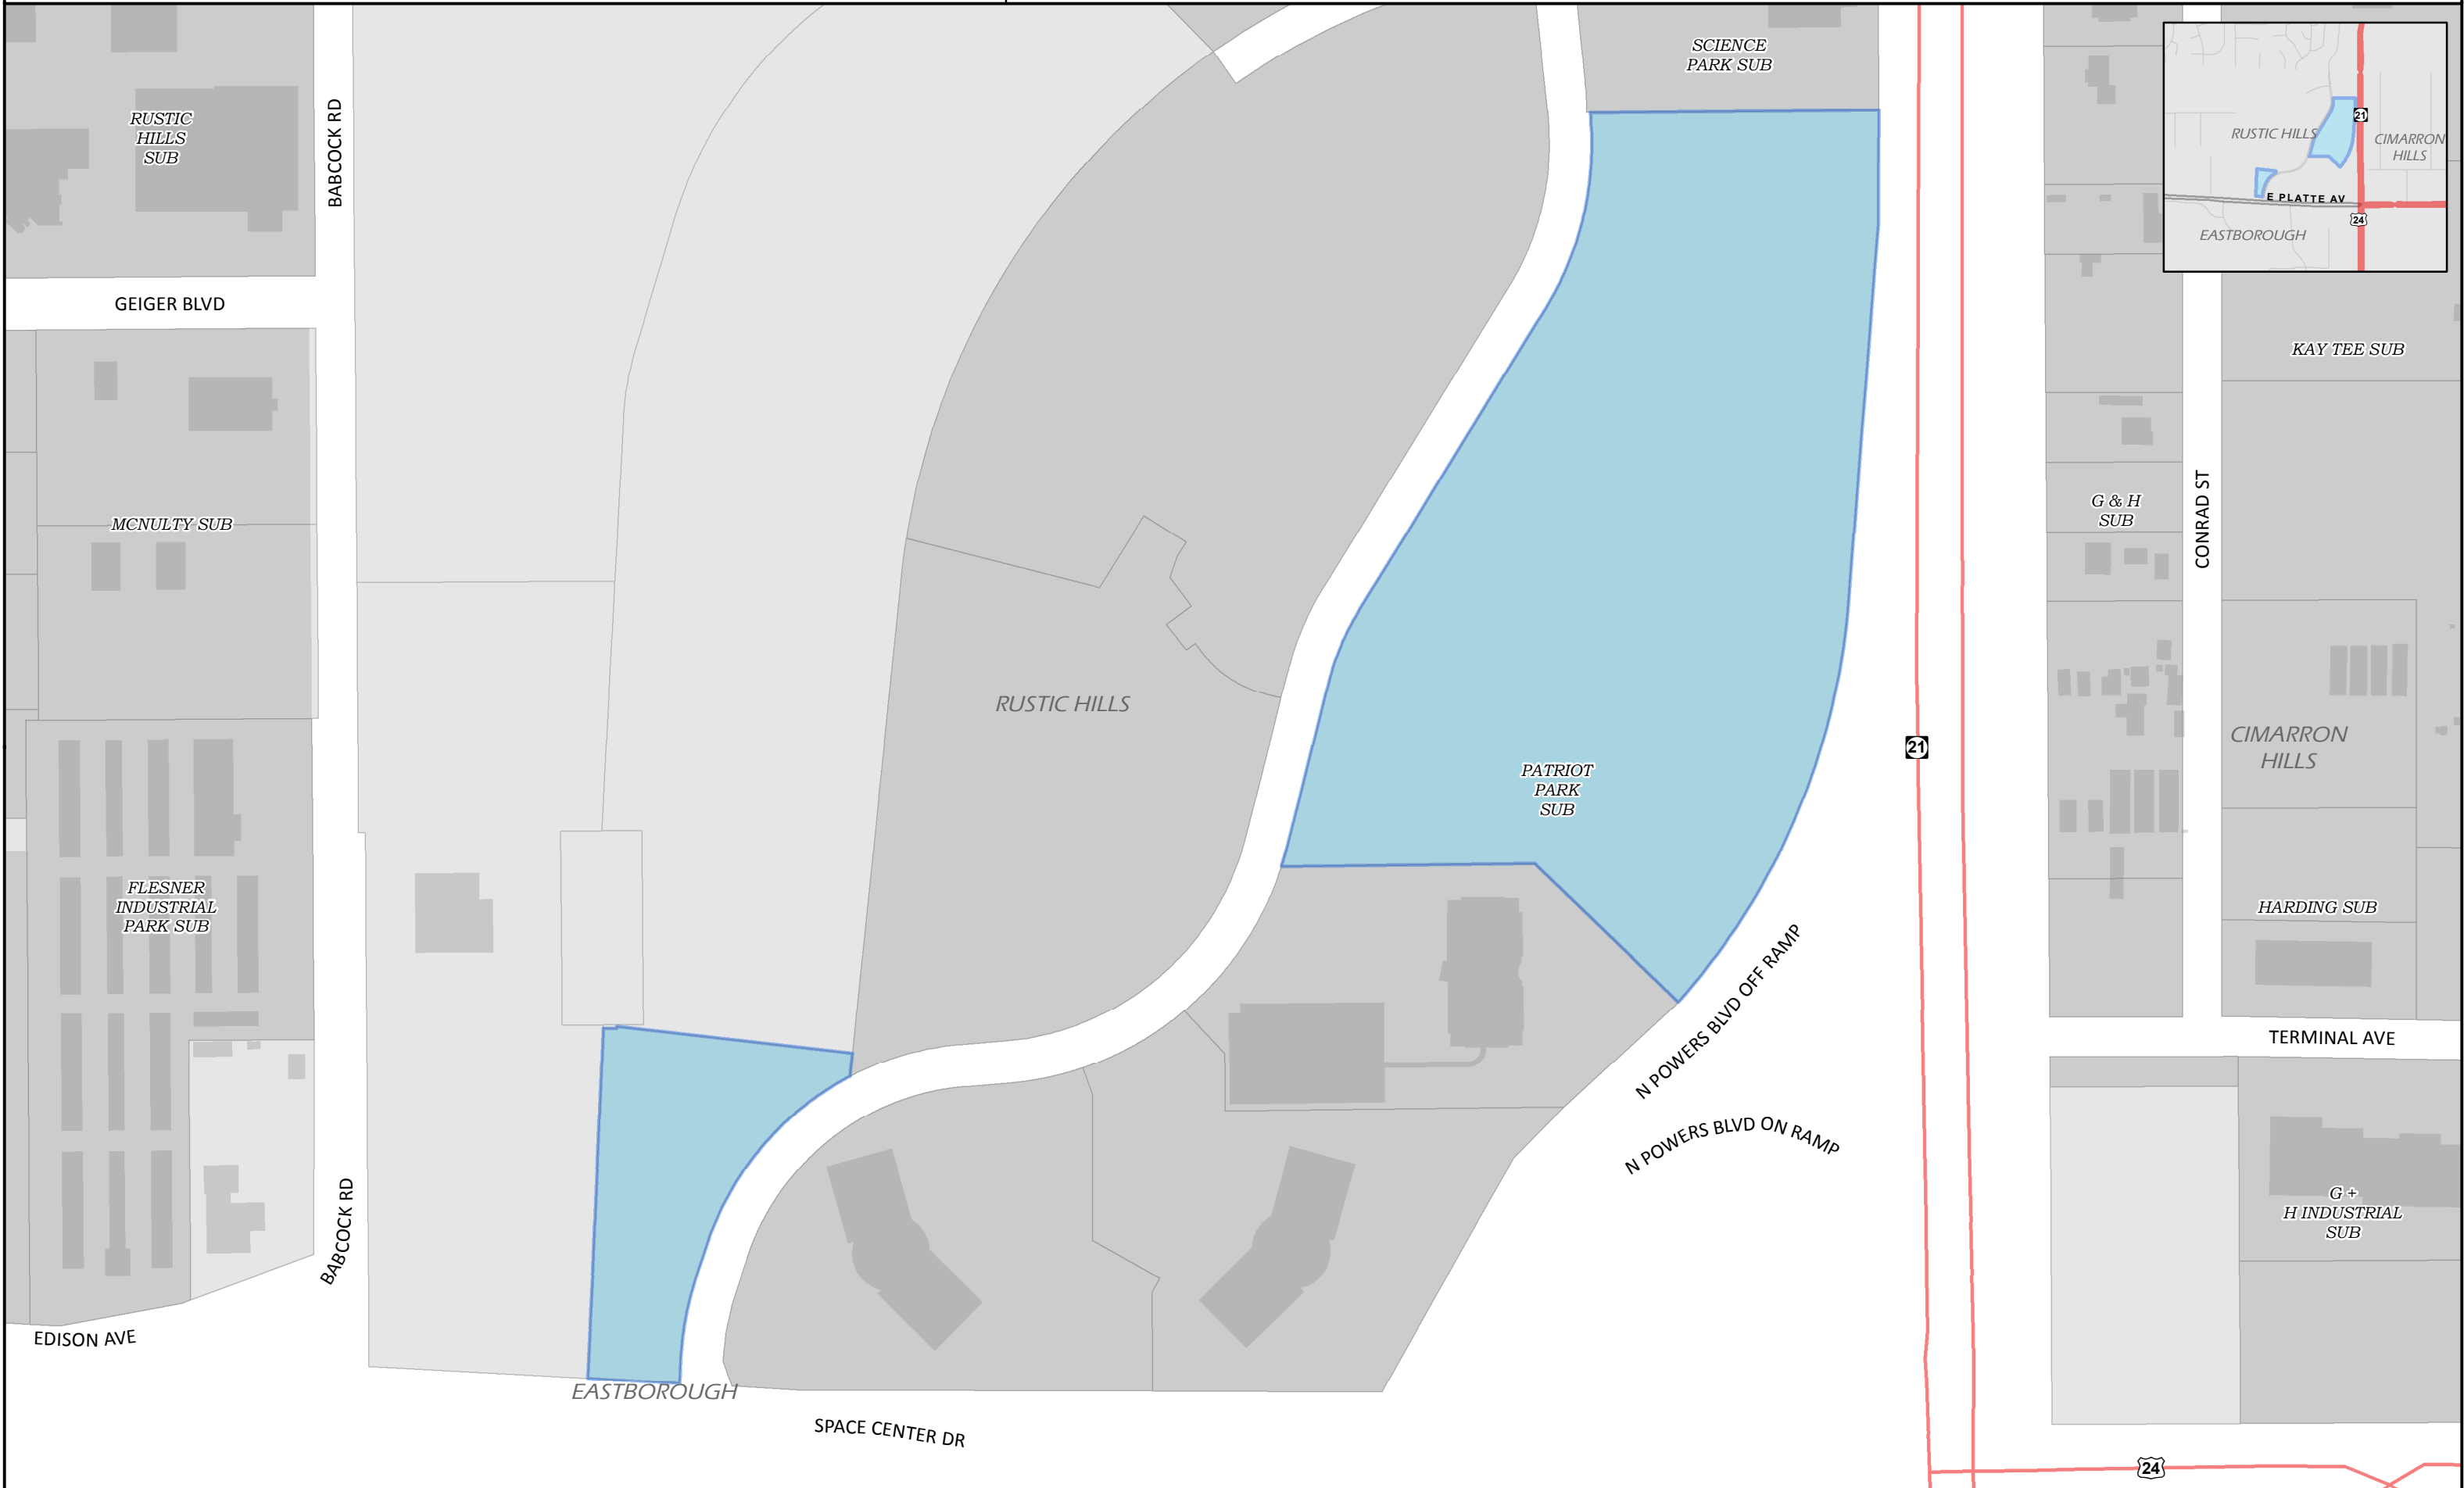 SCIENCE
PARK SUB
RUSTIC
HILLS
SUB
BABCOCK RD
GEIGER BLVD
RUSTIC HILLS
21
CIMARRON
HILLS
E PLATTE AV
24
EASTBOROUGH
KAY TEE SUB
MCNULTY SUB
G & H
SUB
CONRAD ST
RUSTIC HILLS
21
CIMARRON
HILLS
PATRIOT
PARK
SUB
FLESNER
INDUSTRIAL
PARK SUB
HARDING SUB
N POWERS BLVD OFF RAMP
TERMINAL AVE
N POWERS BLVD ON RAMP
BABCOCK RD
G +
H INDUSTRIAL
SUB
EDISON AVE
EASTBOROUGH
SPACE CENTER DR
24